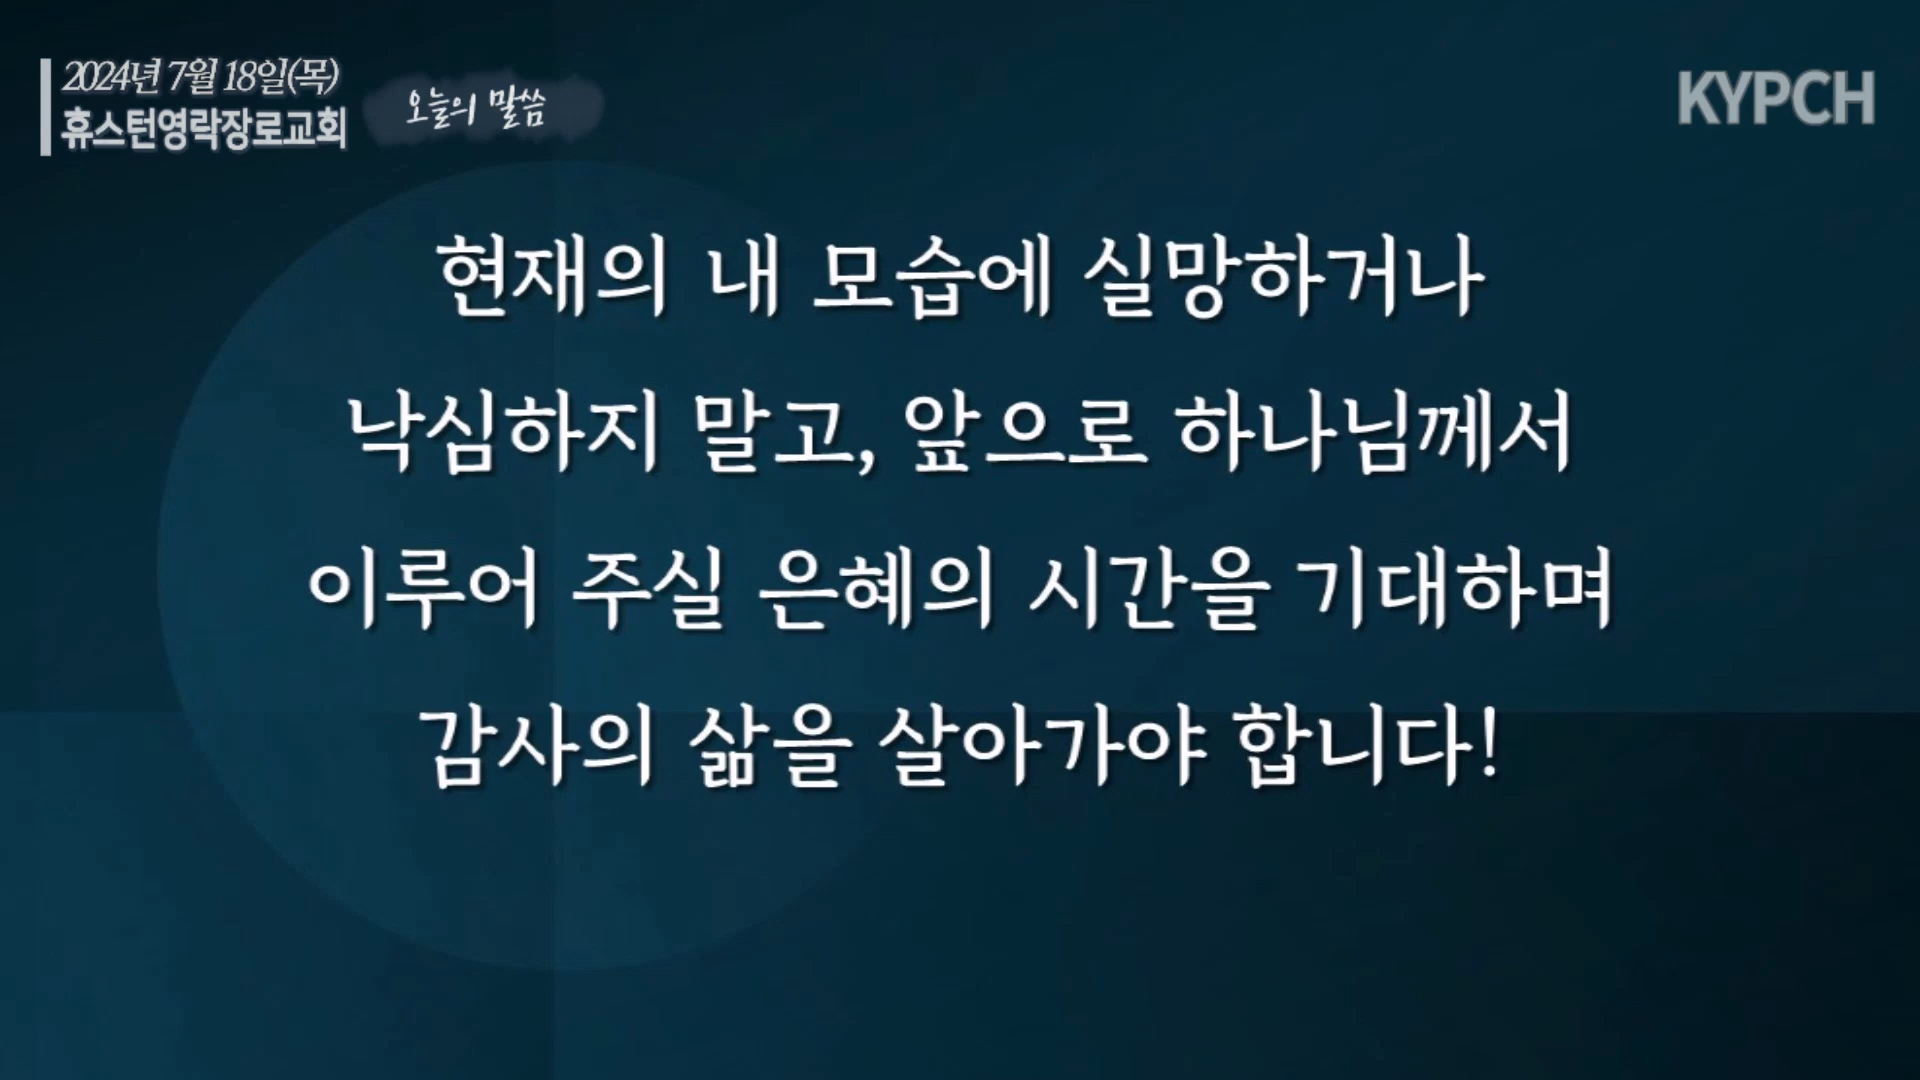 2024년 7월 18일(목)
휴스턴영락장로교회
오늘의 말씀
KYPCH
현재의 내 모습에 실망하거나
낙심하지 말고, 앞으로 하나님께서
이루어 주실 은혜의 시간을 기대하며
감사의 삶을 살아가야 합니다!